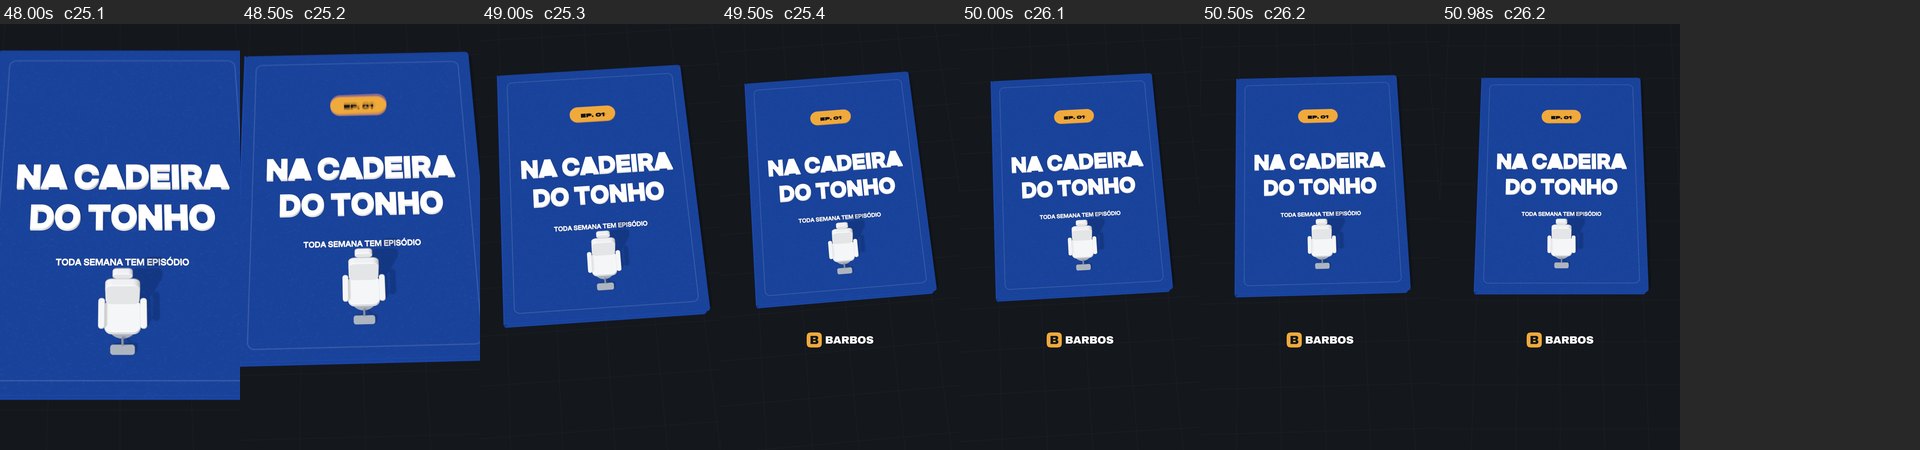 48.00s c25.1
48.50s c25.2
49.00s c25.3
49.50s c25.4
50.00s c26.1
50.50s c26.2
50.98s c26.2
NA CADEIRA
DO TONHO
TODA SEMANA TEM EPISÓDIO
EP. 01
NA CADEIRA
DO TONHO
TODA SEMANA TEM EPISÓDIO
EP. 01
NA CADEIRA
DO TONHO
TODA SEMANA TEM EPISÓDIO
EP. 01
NA CADEIRA
DO TONHO
TODA SEMANA TEM EPISÓDIO
B BARBOS
EP. 01
NA CADEIRA
DO TONHO
TODA SEMANA TEM EPISÓDIO
B BARBOS
EP. 01
NA CADEIRA
DO TONHO
TODA SEMANA TEM EPISÓDIO
B BARBOS
EP. 01
NA CADEIRA
DO TONHO
TODA SEMANA TEM EPISÓDIO
B BARBOS